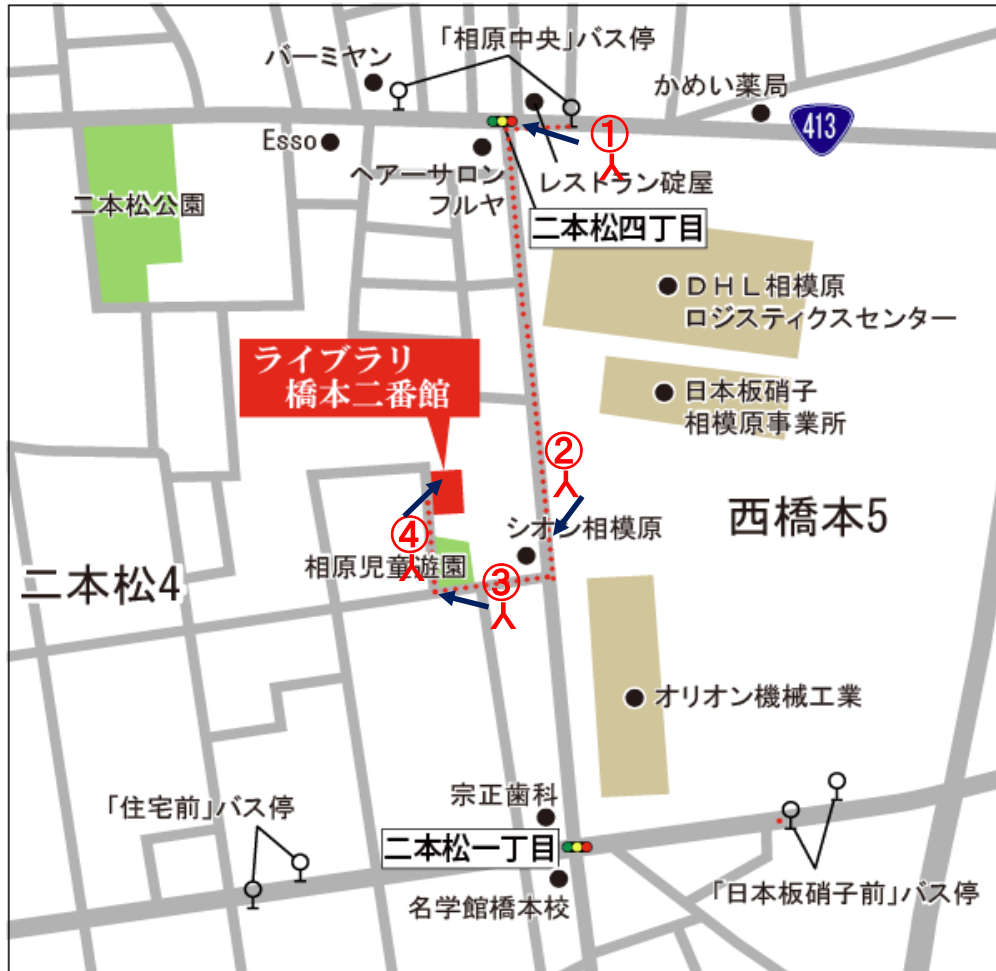 「相原中央」バス停
バーミヤン
かめい薬局
413
Esso
①
ヘアーサロン
フルヤ
レストラン碇屋
二本松公園
二本松四丁目
ＤＨＬ相模原
ロジスティクスセンター
ライブラリ
橋本二番館
日本板硝子
相模原事業所
②
西橋本5
シオン相模原
④
相原児童遊園
③
二本松4
オリオン機械工業
宗正歯科
「住宅前」バス停
二本松一丁目
「日本板硝子前」バス停
名学館橋本校